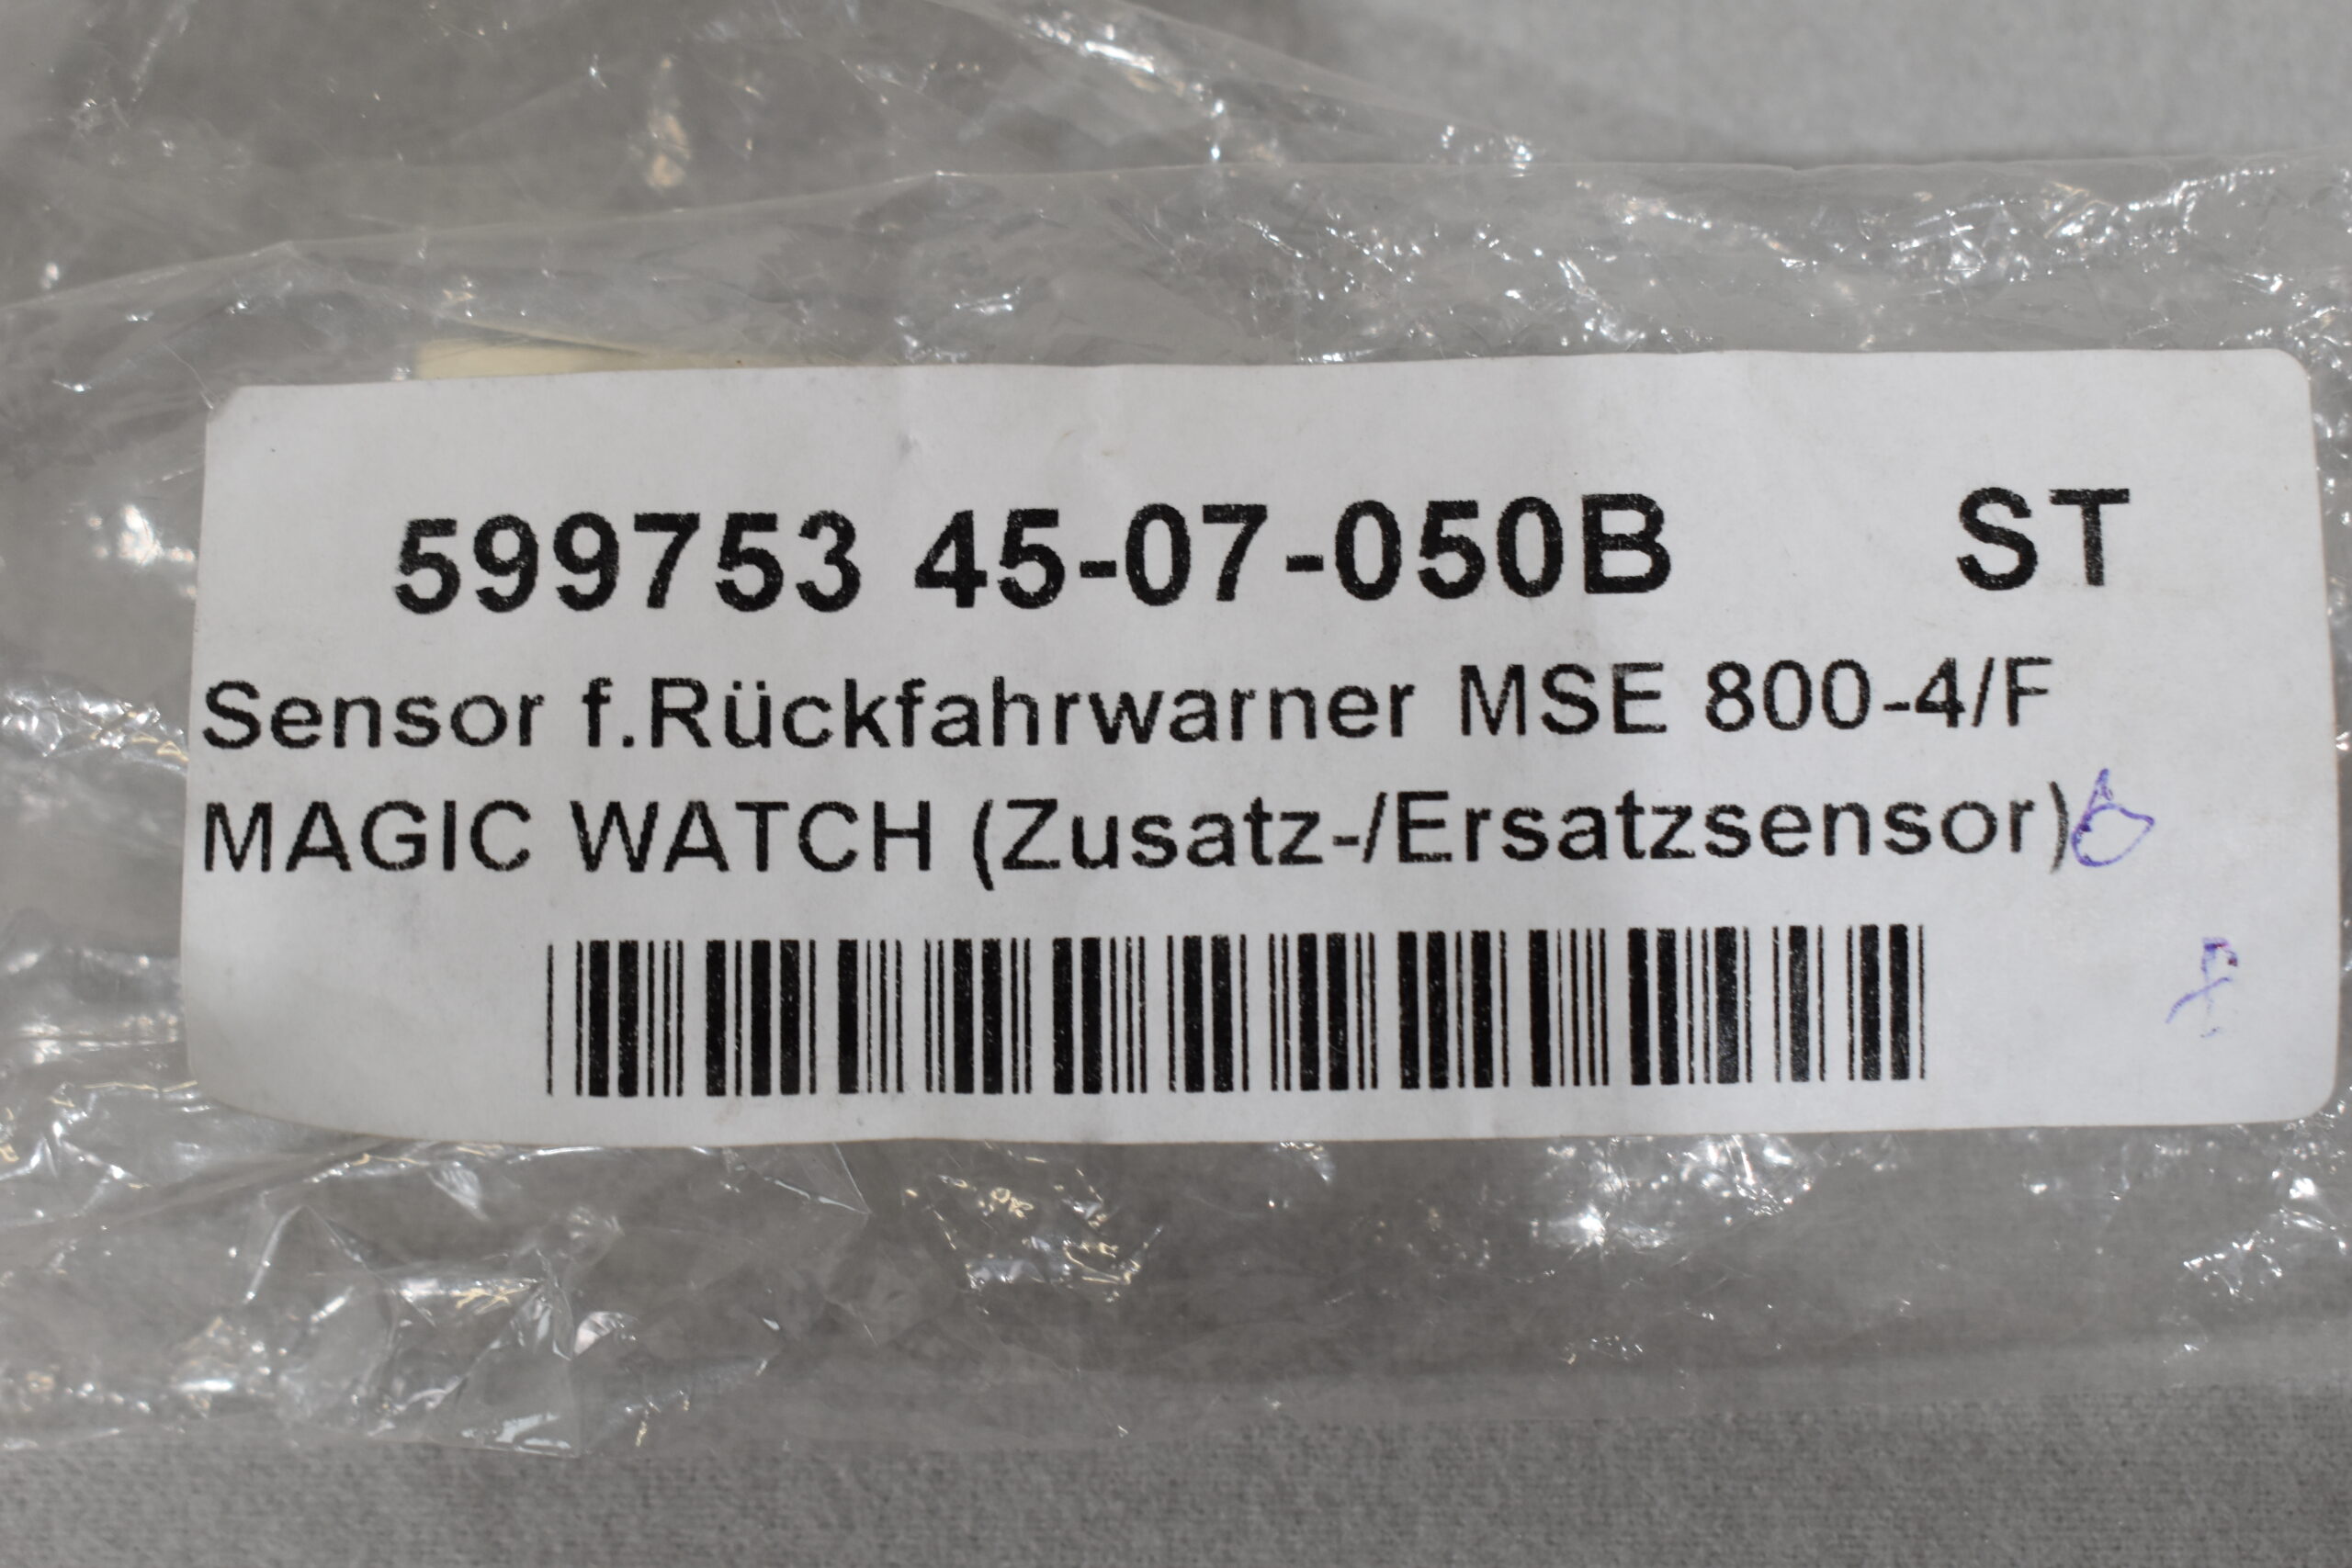 599753 45-07-050B ST
Sensor f.Rückfahrwarner MSE 800-4/F
MAGIC WATCH (Zusatz-/Ersatzsensor)